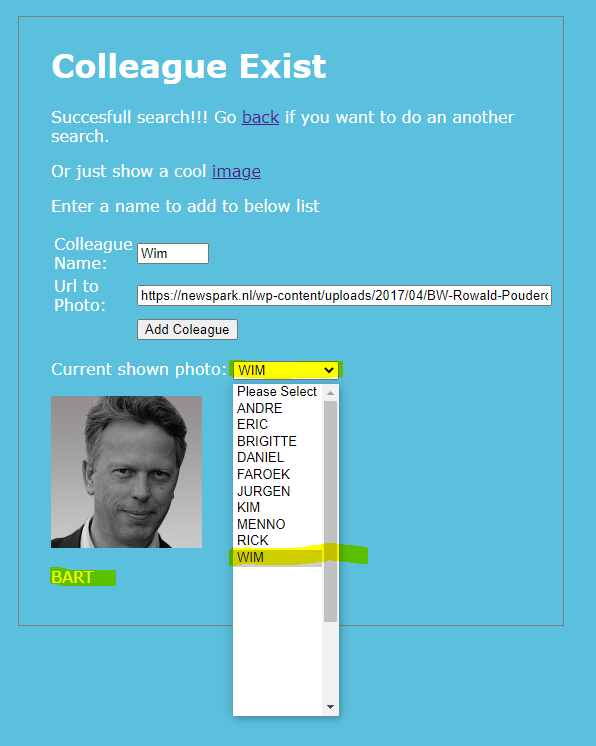 Colleague Exist
Succesfull search!!! Go back if you want to do an another
search.
Or just show a cool image
Enter a name to add to below list
Colleague
Name:
Wim
Url to
Photo:
https://newspark.nl/wp-content/uploads/2017/04/BW-Rowald-Pouderc
Add Coleague
Current shown photo: WIM
Please Select
ANDRE
ERIC
BRIGITTE
DANIEL
FAROEK
JURGEN
KIM
MENNO
RICK
WIM
BART